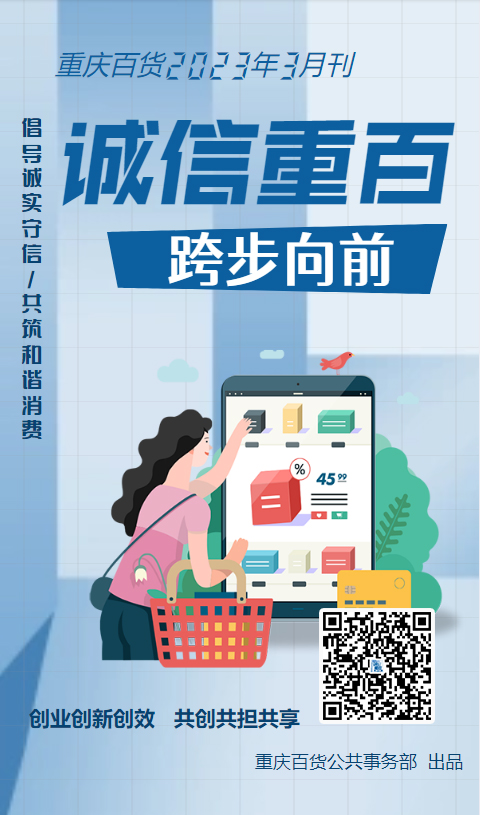 重庆百货2023年3月刊
诚信重百
跨步向前
倡导诚实守信/共筑和谐消费
%
45 99
创业创新创效 共创共担共享
重庆百货公共事务部 出品